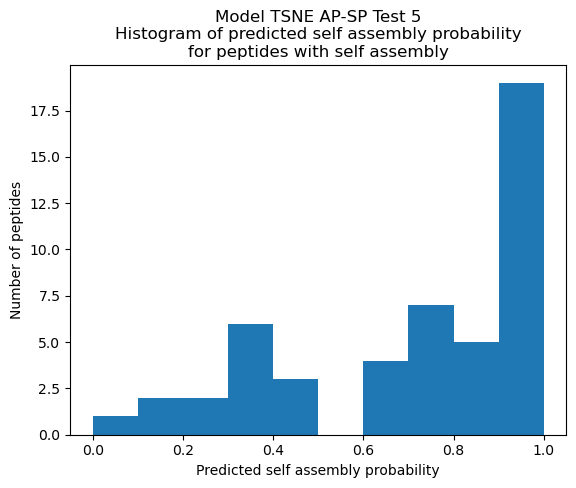 Model TSNE AP-SP Test 5
Histogram of predicted self assembly probability
for peptides with self assembly
Number of peptides
17.5
15.0
12.5
10.0
7.5
5.0
2.5
0.0
0.0 0.2 0.4 0.6 0.8 1.0
Predicted self assembly probability